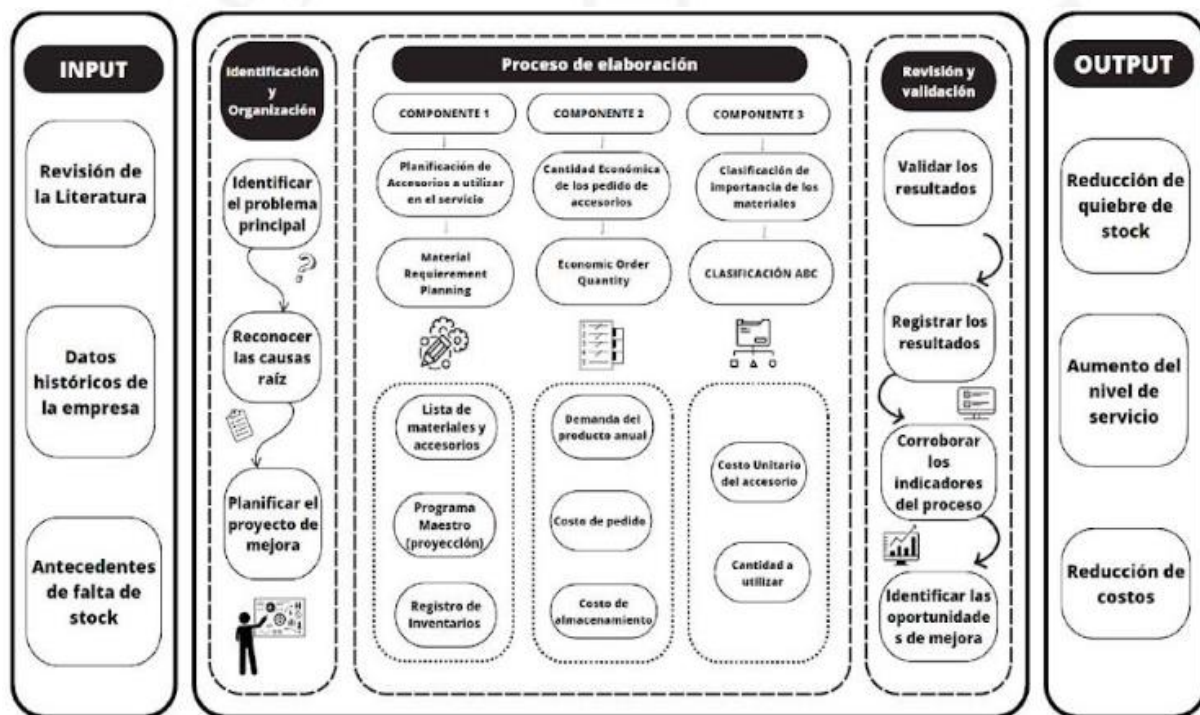 INPUT
Revisión de
la Literatura
Datos
históricos de
la empresa
Antecedentes
de falta de
stock
Identificación
y
Organización
Identificar
el problema
principal
Reconocer
las causas
raíz
Planificar el
proyecto de
mejora
Proceso de elaboración
COMPONENTE 1
Planificación de
Accesorios a utilizar
en el servicio
Material
Requierement
Planning
Lista de
materiales y
accesorios
Programa
Maestro
(proyección)
Registro de
Inventarios
COMPONENTE 2
Cantidad Económica
de los pedido de
accesorios
Economic Order
Quantity
Demanda del
producto anual
Costo de pedido
Costo de
almacenamiento
COMPONENTE 3
Clasificación de
importancia de los
materiales
CLASIFICACIÓN ABC
Costo Unitario
del accesorio
Cantidad a
utilizar
Revisión y
validación
Validar los
resultados
Registrar los
resultados
Corroborar
los
indicadores
del proceso
Identificar las
oportunidade
s de mejora
OUTPUT
Reducción de
quiebre de
stock
Aumento del
nivel de
servicio
Reducción de
costos